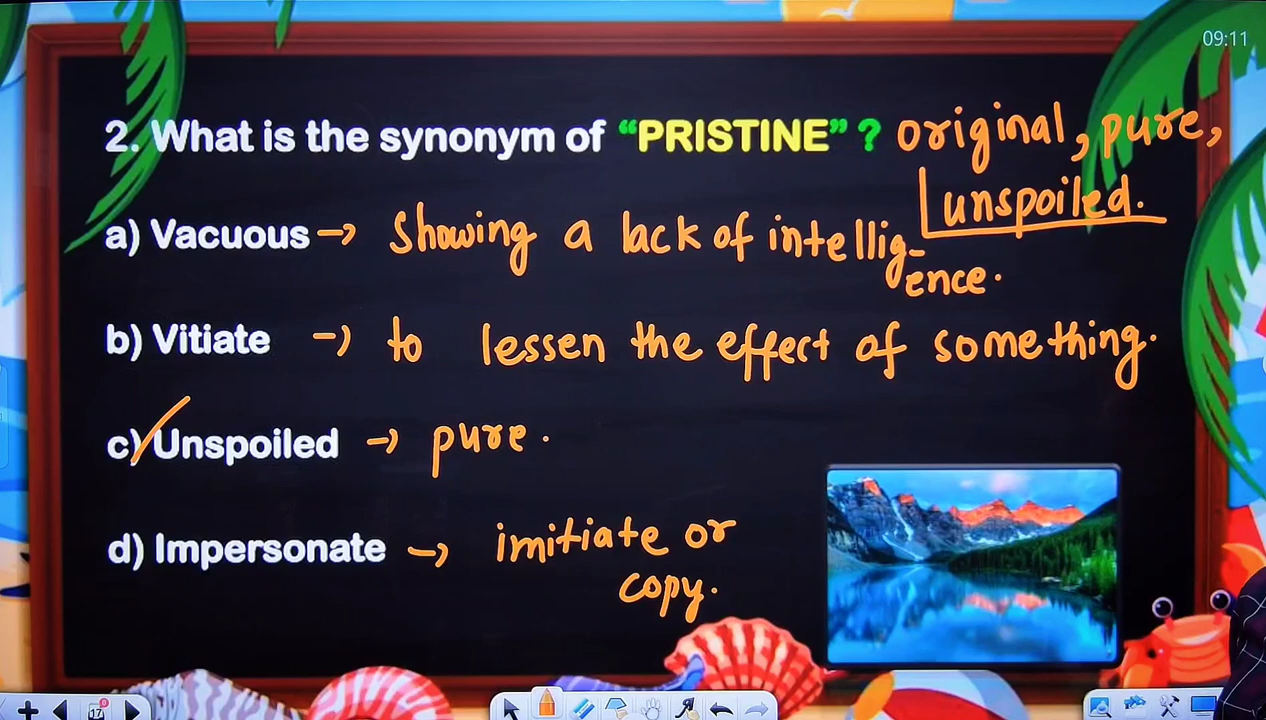 09:11
2. What is the synonym of “PRISTINE” ? original, pure,
unspoiled.
a) Vacuous → showing a lack of intellig-
ence.
b) Vitiate → to lessen the effect of something.
c) Unspoiled → pure.
d) Impersonate → imitiate or
copy.
17